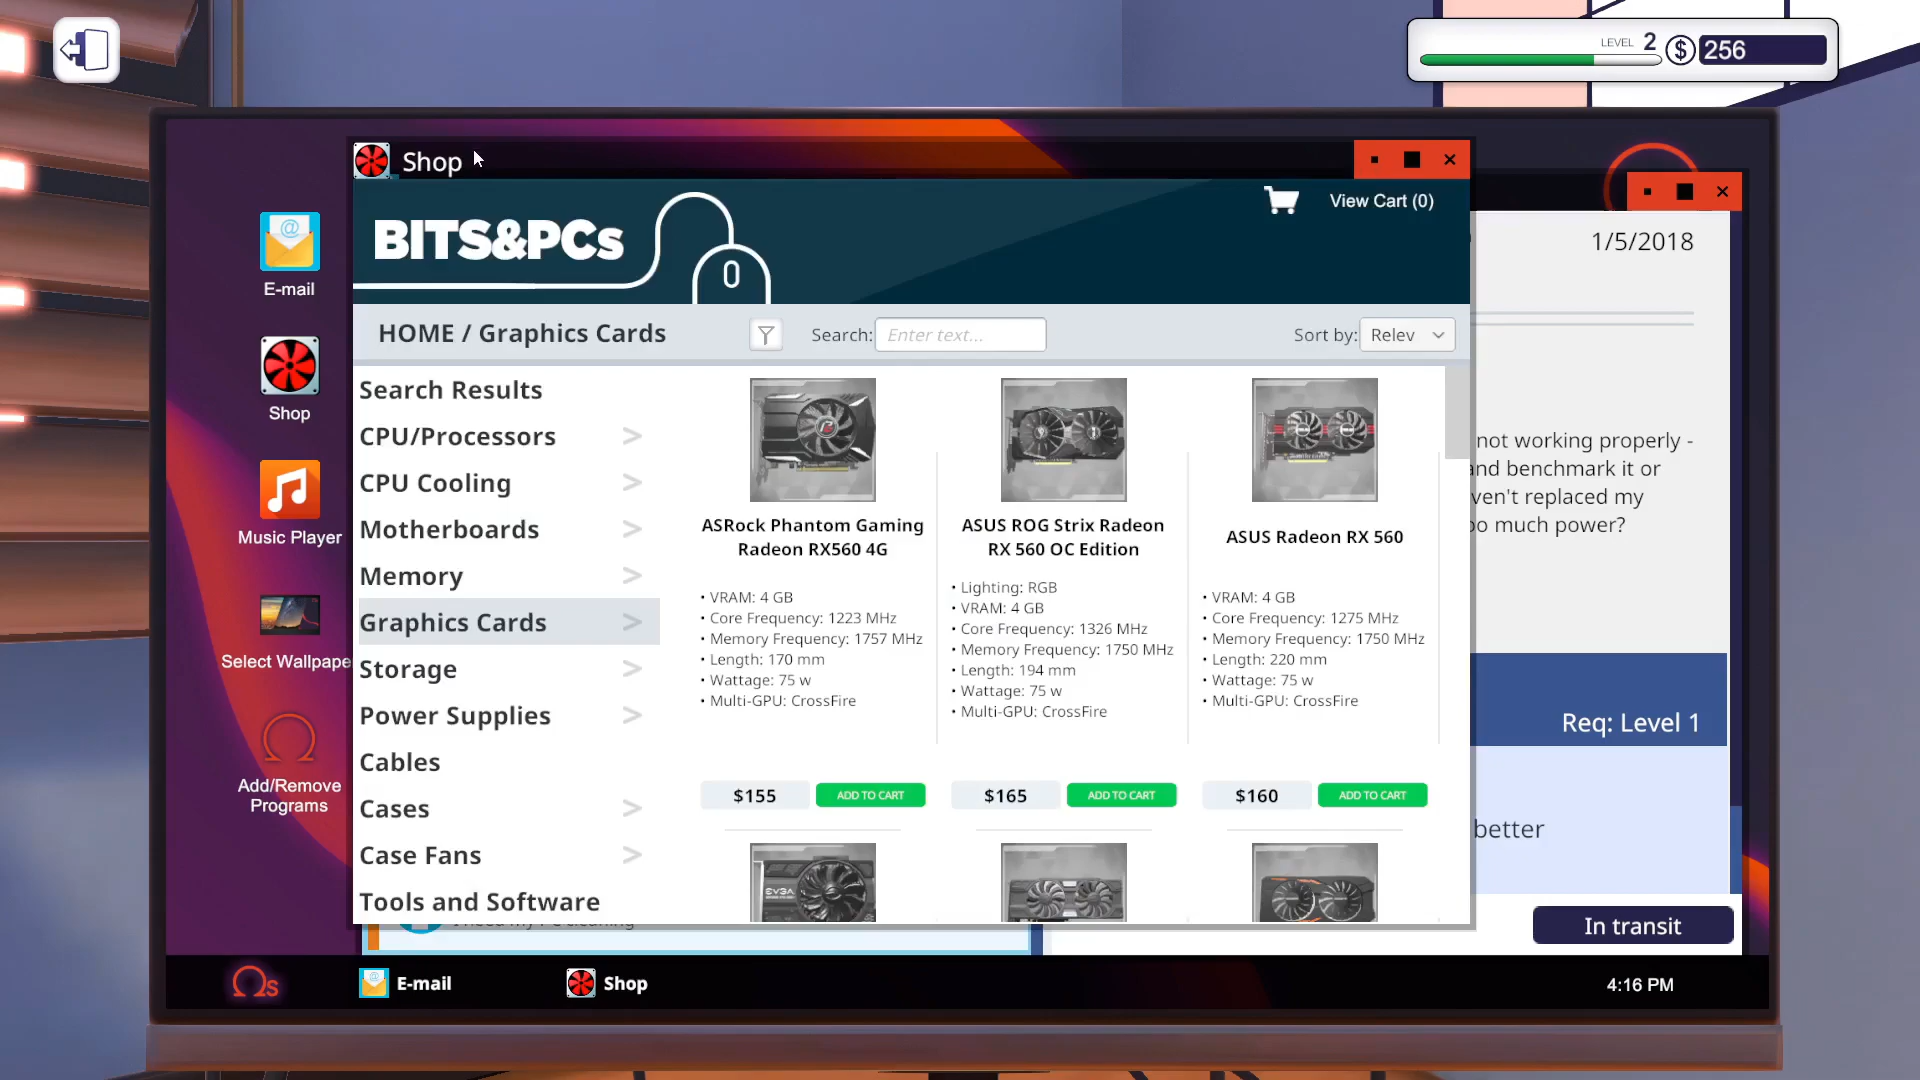 LEVEL 2
$ 256
Shop
BITS&PCs
View Cart (0)
1/5/2018
HOME / Graphics Cards
Search:
Enter text...
Sort by:
Relev
E-mail
Shop
Music Player
Select Wallpape
Add/Remove
Programs
Search Results
CPU/Processors >
CPU Cooling >
Motherboards >
Memory >
Graphics Cards >
Storage >
Power Supplies >
Cables
Cases >
Case Fans >
Tools and Software
ASRock Phantom Gaming
Radeon RX560 4G
• VRAM: 4 GB
• Core Frequency: 1223 MHz
• Memory Frequency: 1757 MHz
• Length: 170 mm
• Wattage: 75 w
• Multi-GPU: CrossFire
$155
ADD TO CART
ASUS ROG Strix Radeon
RX 560 OC Edition
• Lighting: RGB
• VRAM: 4 GB
• Core Frequency: 1326 MHz
• Memory Frequency: 1750 MHz
• Length: 194 mm
• Wattage: 75 w
• Multi-GPU: CrossFire
$165
ADD TO CART
ASUS Radeon RX 560
• VRAM: 4 GB
• Core Frequency: 1275 MHz
• Memory Frequency: 1750 MHz
• Length: 220 mm
• Wattage: 75 w
• Multi-GPU: CrossFire
$160
ADD TO CART
EVGA
not working properly -
and benchmark it or
ven't replaced my
oo much power?
Req: Level 1
better
In transit
I need my PC cleaning
Ωs
E-mail
Shop
4:16 PM